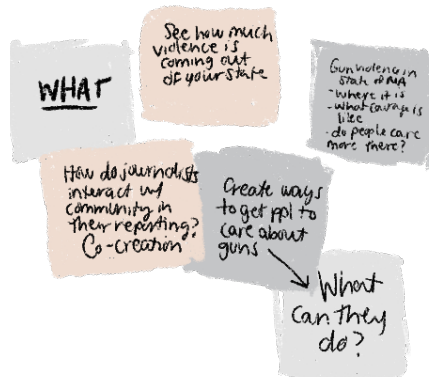 WHAT
See how much
violence is
coming out
of your state
Gun violence in
state of MA
- where it is
- what coverage is
like
- do people care
more there?
How do journalists
interact w/
community in
their reporting?
Co-creation
Create ways
to get ppl to
care about
guns
What
can they
do?